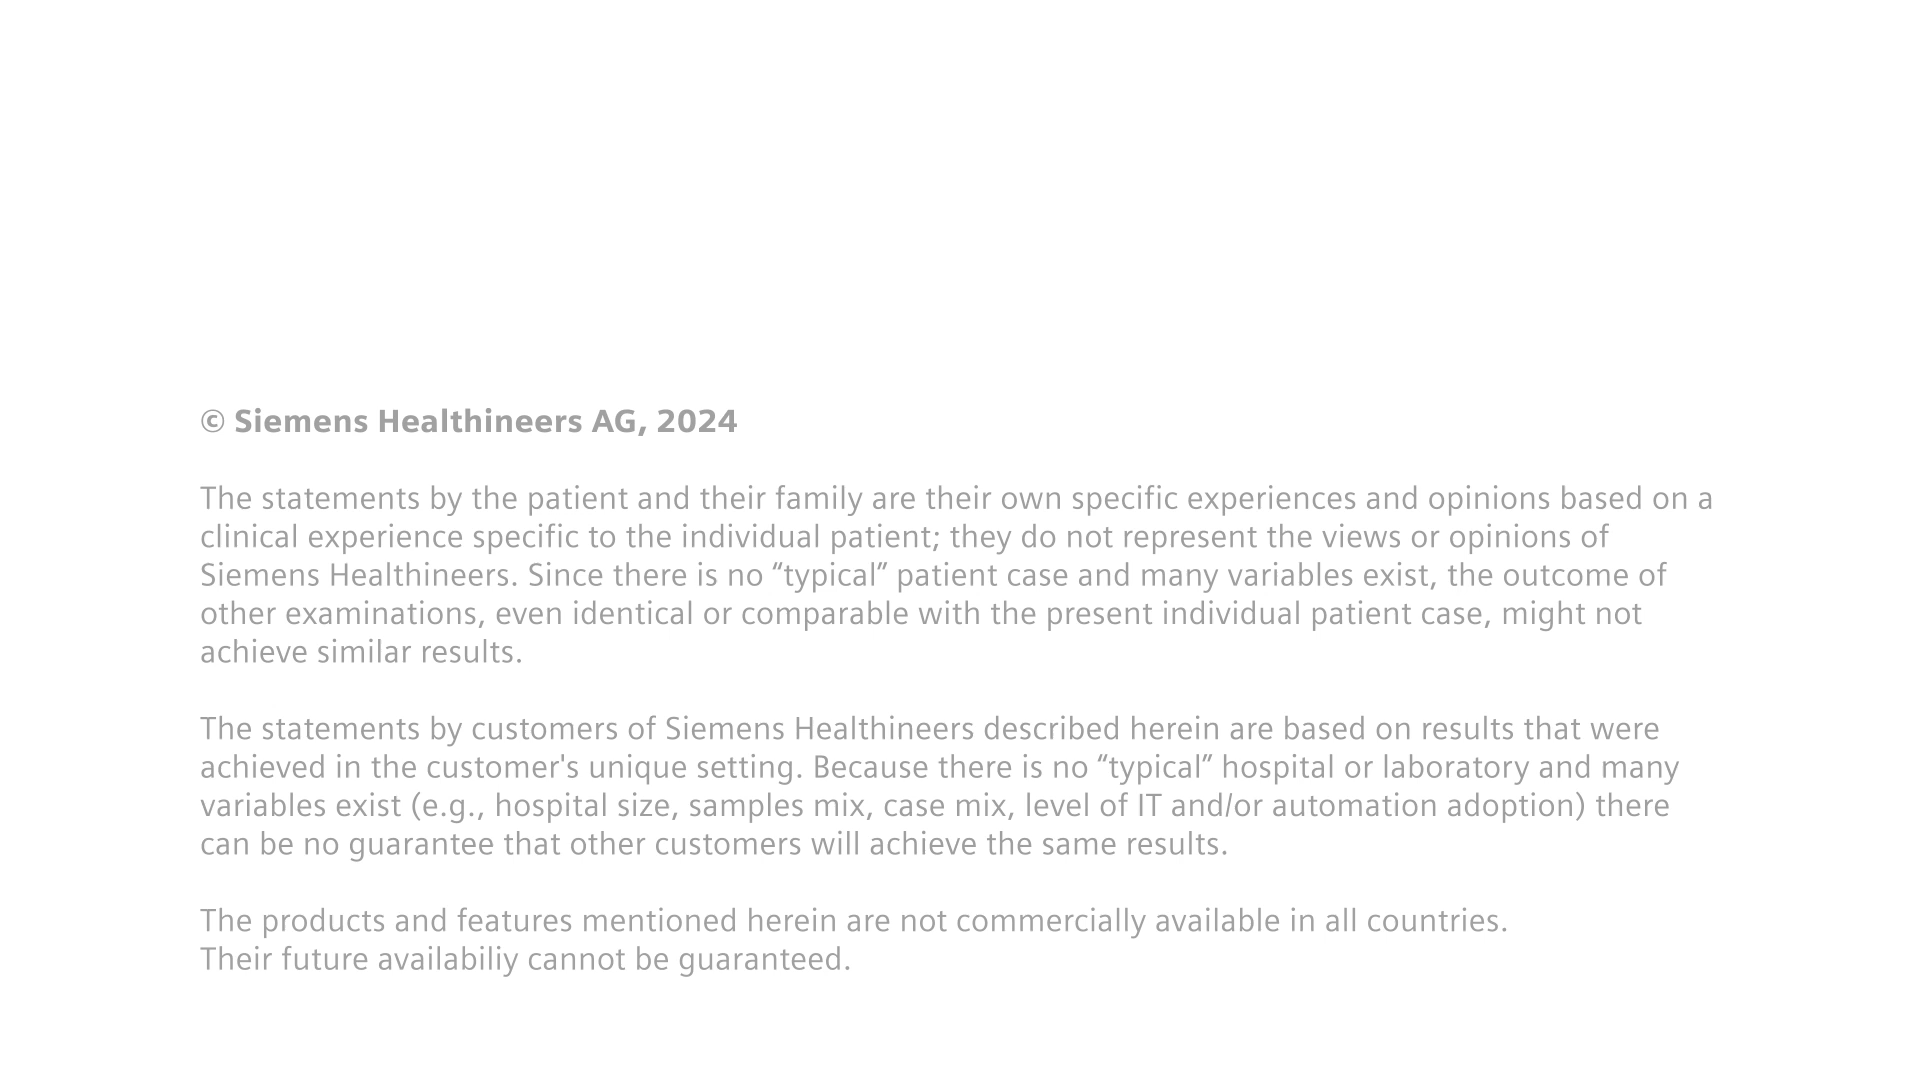 © Siemens Healthineers AG, 2024
The statements by the patient and their family are their own specific experiences and opinions based on a
clinical experience specific to the individual patient; they do not represent the views or opinions of
Siemens Healthineers. Since there is no “typical” patient case and many variables exist, the outcome of
other examinations, even identical or comparable with the present individual patient case, might not
achieve similar results.
The statements by customers of Siemens Healthineers described herein are based on results that were
achieved in the customer's unique setting. Because there is no “typical” hospital or laboratory and many
variables exist (e.g., hospital size, samples mix, case mix, level of IT and/or automation adoption) there
can be no guarantee that other customers will achieve the same results.
The products and features mentioned herein are not commercially available in all countries.
Their future availabiliy cannot be guaranteed.